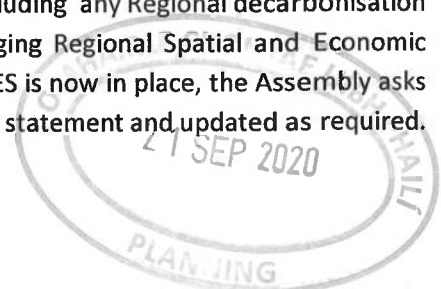 cluding any Regional decarbonisation
ging Regional Spatial and Economic
ES is now in place, the Assembly asks
statement and updated as required.
21 SEP 2020
PLANNING